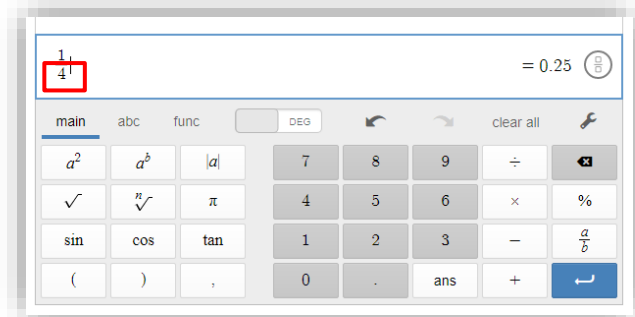 1/4 = 0.25
main abc func DEG clear all
a² aᵇ |a| 7 8 9 ÷
√ ⁿ√ π 4 5 6 × %
sin cos tan 1 2 3 − a/b
( ) , 0 . ans +